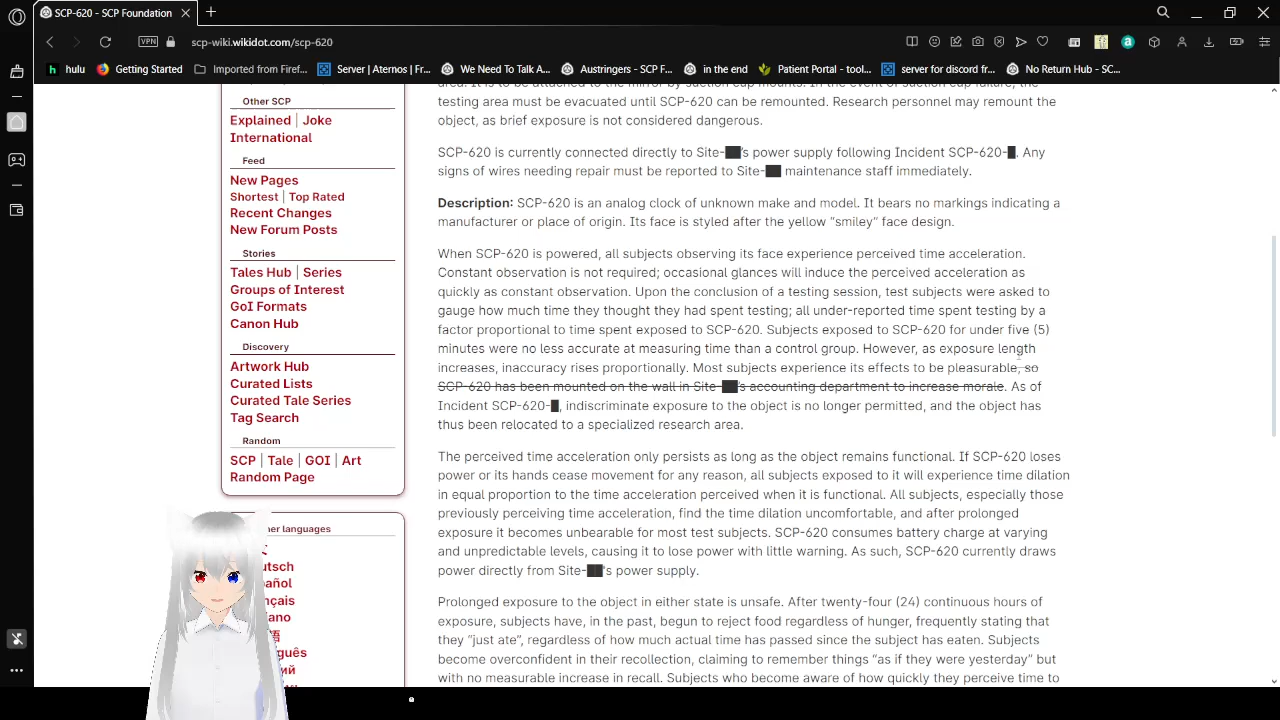 SCP-620 - SCP Foundation
VPN
scp-wiki.wikidot.com/scp-620
hulu
Getting Started
Imported from Firef...
Server | Aternos | Fr...
We Need To Talk A...
Austringers - SCP F...
in the end
Patient Portal - tool...
server for discord fr...
No Return Hub - SC...
Other SCP
Explained | Joke
International
Feed
New Pages
Shortest | Top Rated
Recent Changes
New Forum Posts
Stories
Tales Hub | Series
Groups of Interest
GoI Formats
Canon Hub
Discovery
Artwork Hub
Curated Lists
Curated Tale Series
Tag Search
Random
SCP | Tale | GOI | Art
Random Page
her languages
utsch
pañol
nçais
ano
語
uguês
ий
area. It is to be attached to the mirror by suction cup mounts. In the event of suction cup failure, the
testing area must be evacuated until SCP-620 can be remounted. Research personnel may remount the
object, as brief exposure is not considered dangerous.
SCP-620 is currently connected directly to Site-██'s power supply following Incident SCP-620-█. Any
signs of wires needing repair must be reported to Site-██ maintenance staff immediately.
Description: SCP-620 is an analog clock of unknown make and model. It bears no markings indicating a
manufacturer or place of origin. Its face is styled after the yellow “smiley” face design.
When SCP-620 is powered, all subjects observing its face experience perceived time acceleration.
Constant observation is not required; occasional glances will induce the perceived acceleration as
quickly as constant observation. Upon the conclusion of a testing session, test subjects were asked to
gauge how much time they thought they had spent testing; all under-reported time spent testing by a
factor proportional to time spent exposed to SCP-620. Subjects exposed to SCP-620 for under five (5)
minutes were no less accurate at measuring time than a control group. However, as exposure length
increases, inaccuracy rises proportionally. Most subjects experience its effects to be pleasurable, so
SCP-620 has been mounted on the wall in Site-██'s accounting department to increase morale. As of
Incident SCP-620-█, indiscriminate exposure to the object is no longer permitted, and the object has
thus been relocated to a specialized research area.
The perceived time acceleration only persists as long as the object remains functional. If SCP-620 loses
power or its hands cease movement for any reason, all subjects exposed to it will experience time dilation
in equal proportion to the time acceleration perceived when it is functional. All subjects, especially those
previously perceiving time acceleration, find the time dilation uncomfortable, and after prolonged
exposure it becomes unbearable for most test subjects. SCP-620 consumes battery charge at varying
and unpredictable levels, causing it to lose power with little warning. As such, SCP-620 currently draws
power directly from Site-██'s power supply.
Prolonged exposure to the object in either state is unsafe. After twenty-four (24) continuous hours of
exposure, subjects have, in the past, begun to reject food regardless of hunger, frequently stating that
they “just ate”, regardless of how much actual time has passed since the subject has eaten. Subjects
become overconfident in their recollection, claiming to remember things “as if they were yesterday” but
with no measurable increase in recall. Subjects who become aware of how quickly they perceive time to